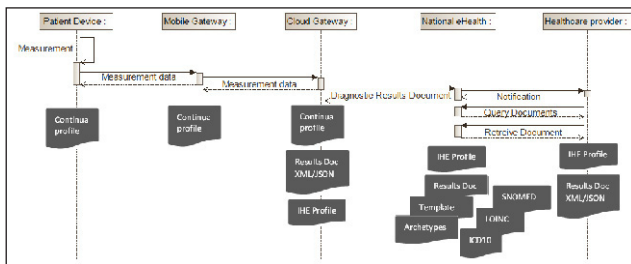 Patient Device :
Mobile Gateway :
Cloud Gateway :
National eHealth :
Healthcare provider :
Measurement
Measurement data
Measurement data
Diagnostic Results Document
Notification
Query Documents
Retreive Document
Continua
profile
Continua
profile
Continua
profile
Results Doc
XML/JSON
IHE Profile
IHE Profile
Results Doc
Template
Archetypes
SNOMED
LOINC
ICD10
IHE Profile
Results Doc
XML/JSON